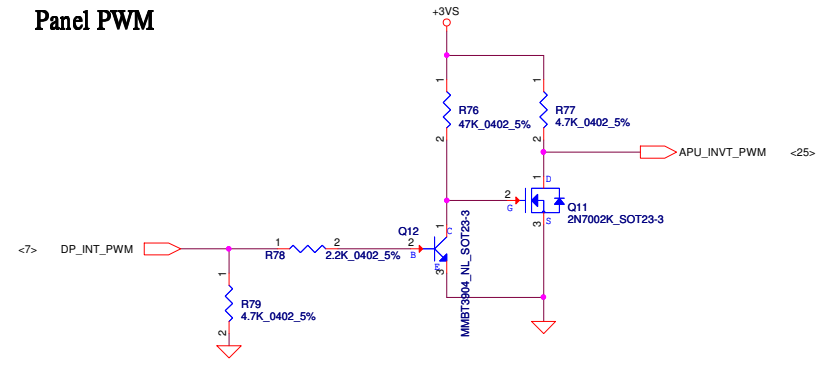 Panel PWM
+3VS
1
1
R76
47K_0402_5%
R77
4.7K_0402_5%
2
2
APU_INVT_PWM
<25>
1
D
2
G
Q11
2N7002K_SOT23-3
S
3
Q12
1
C
MMBT3904_NL_SOT23-3
<7>
DP_INT_PWM
1
2
R78
2.2K_0402_5%
2
B
E
3
1
R79
4.7K_0402_5%
2